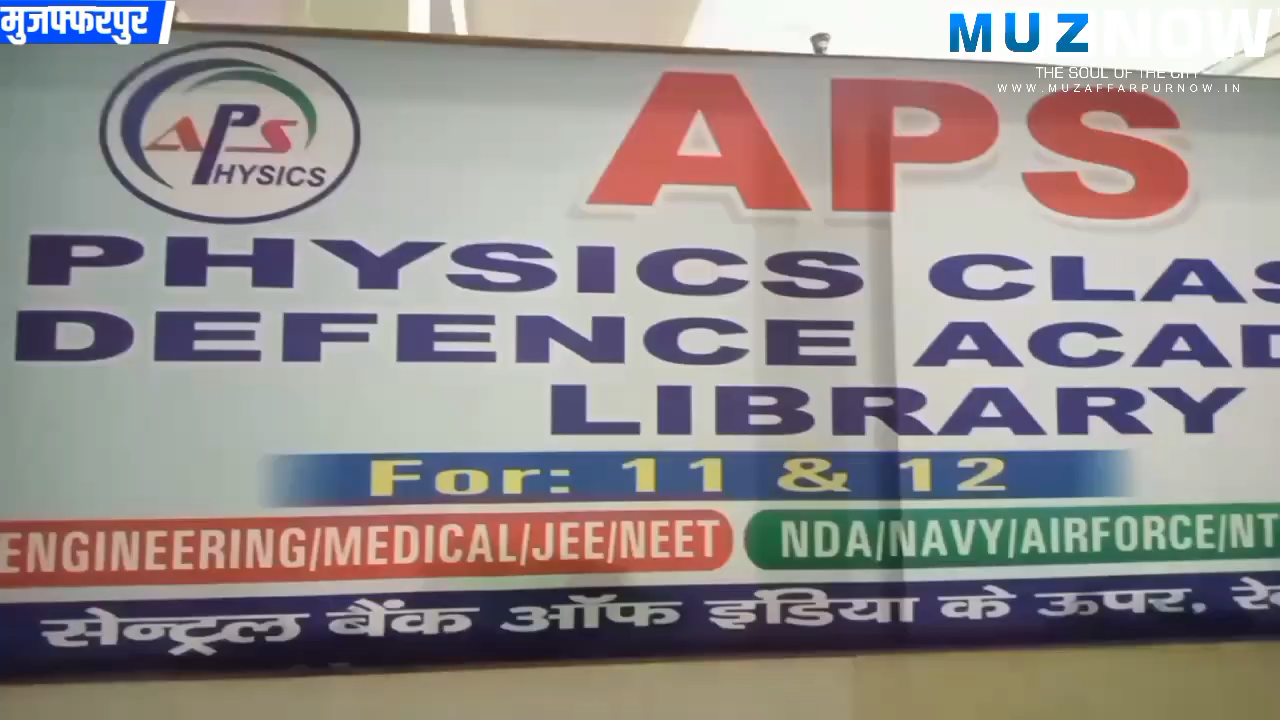 मुजफ्फरपुर
MUZNOW
THE SOUL OF THE CITY
WWW.MUZAFFARPURNOW.IN
APS
PHYSICS
APS
PHYSICS CLAS
DEFENCE ACAD
LIBRARY
For: 11 & 12
ENGINEERING/MEDICAL/JEE/NEET NDA/NAVY/AIRFORCE/NT
सेन्ट्रल बैंक ऑफ इंडिया के ऊपर, रे